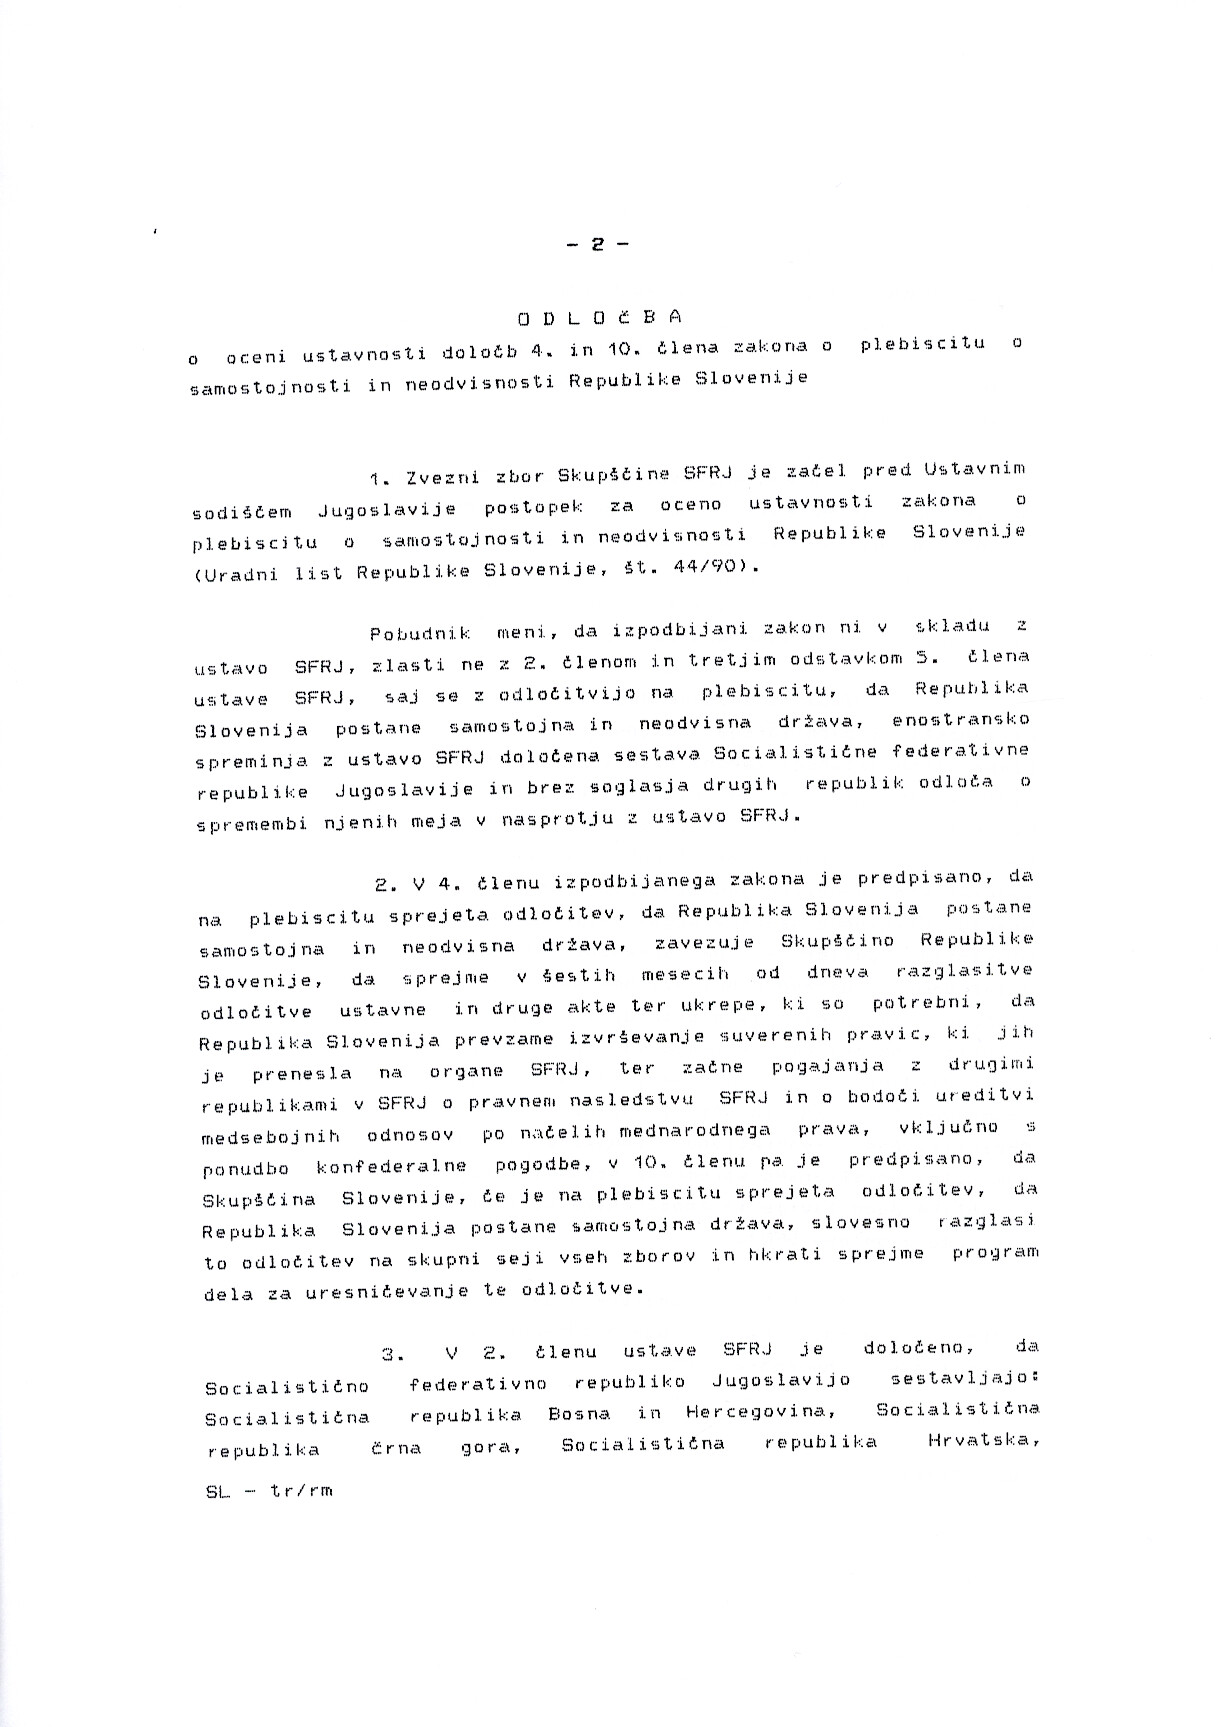 - 2 -
O D L O Č B A
o oceni ustavnosti določb 4. in 10. člena zakona o plebiscitu o
samostojnosti in neodvisnosti Republike Slovenije
1. Zvezni zbor Skupščine SFRJ je začel pred Ustavnim
sodiščem Jugoslavije postopek za oceno ustavnosti zakona o
plebiscitu o samostojnosti in neodvisnosti Republike Slovenije
(Uradni list Republike Slovenije, št. 44/90).
Pobudnik meni, da izpodbijani zakon ni v skladu z
ustavo SFRJ, zlasti ne z 2. členom in tretjim odstavkom 5. člena
ustave SFRJ, saj se z odločitvijo na plebiscitu, da Republika
Slovenija postane samostojna in neodvisna država, enostransko
spreminja z ustavo SFRJ določena sestava Socialistične federativne
republike Jugoslavije in brez soglasja drugih republik odloča o
spremembi njenih meja v nasprotju z ustavo SFRJ.
2. V 4. členu izpodbijanega zakona je predpisano, da
na plebiscitu sprejeta odločitev, da Republika Slovenija postane
samostojna in neodvisna država, zavezuje Skupščino Republike
Slovenije, da sprejme v šestih mesecih od dneva razglasitve
odločitve ustavne in druge akte ter ukrepe, ki so potrebni, da
Republika Slovenija prevzame izvrševanje suverenih pravic, ki jih
je prenesla na organe SFRJ, ter začne pogajanja z drugimi
republikami v SFRJ o pravnem nasledstvu SFRJ in o bodoči ureditvi
medsebojnih odnosov po načelih mednarodnega prava, vključno s
ponudbo konfederalne pogodbe, v 10. členu pa je predpisano, da
Skupščina Slovenije, če je na plebiscitu sprejeta odločitev, da
Republika Slovenija postane samostojna država, slovesno razglasi
to odločitev na skupni seji vseh zborov in hkrati sprejme program
dela za uresničevanje te odločitve.
3. V 2. členu ustave SFRJ je določeno, da
Socialistično federativno republiko Jugoslavijo sestavljajo:
Socialistična republika Bosna in Hercegovina, Socialistična
republika Črna gora, Socialistična republika Hrvatska,
SL - tr/rm